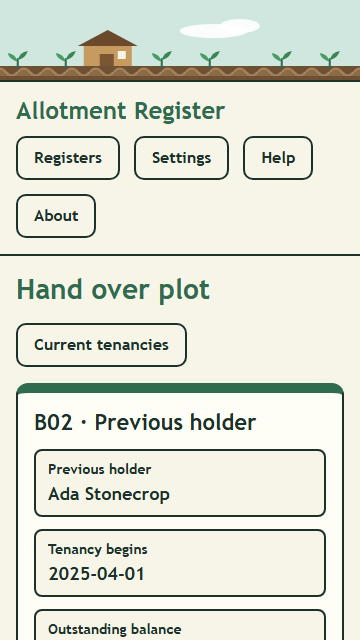 Allotment Register
Registers
Settings
Help
About
Hand over plot
Current tenancies
B02 · Previous holder
Previous holder
Ada Stonecrop
Tenancy begins
2025-04-01
Outstanding balance